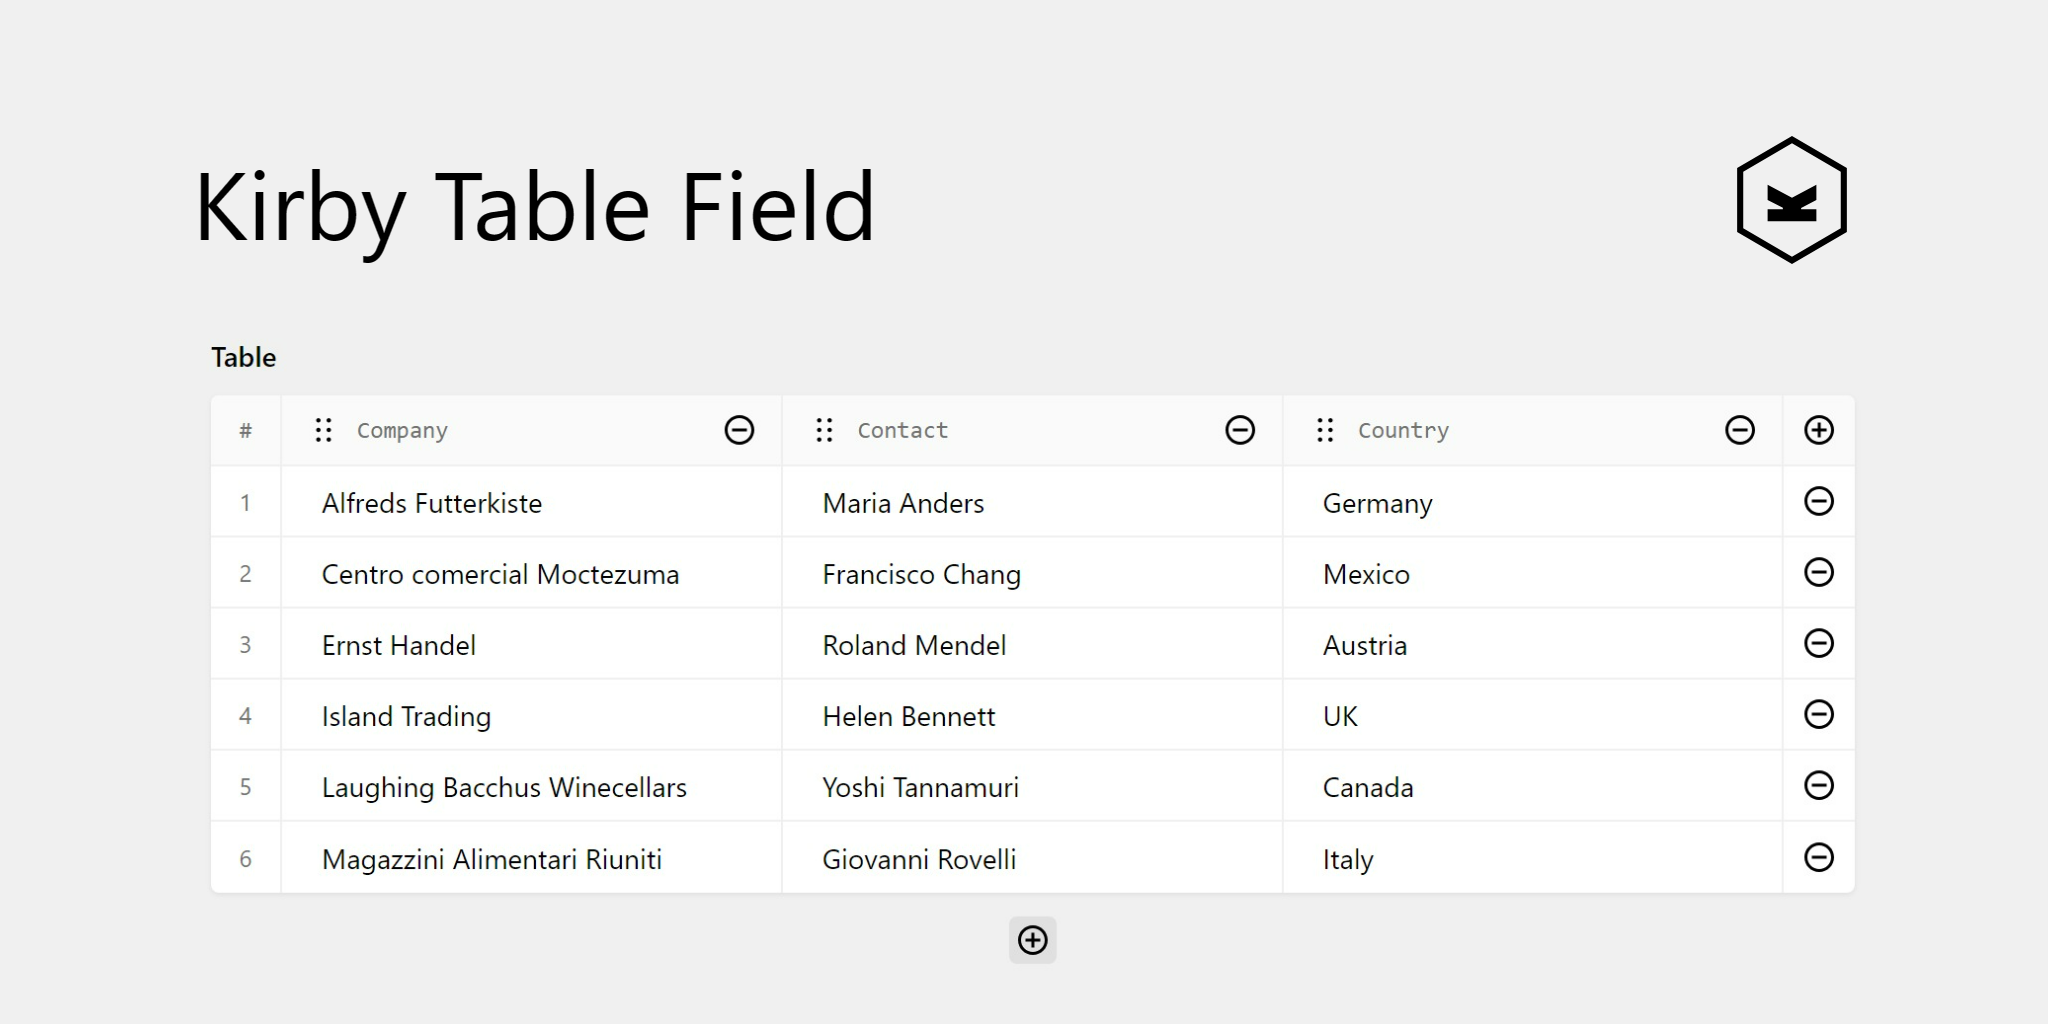 Kirby Table Field
Table
# Company Contact Country
1 Alfreds Futterkiste Maria Anders Germany
2 Centro comercial Moctezuma Francisco Chang Mexico
3 Ernst Handel Roland Mendel Austria
4 Island Trading Helen Bennett UK
5 Laughing Bacchus Winecellars Yoshi Tannamuri Canada
6 Magazzini Alimentari Riuniti Giovanni Rovelli Italy